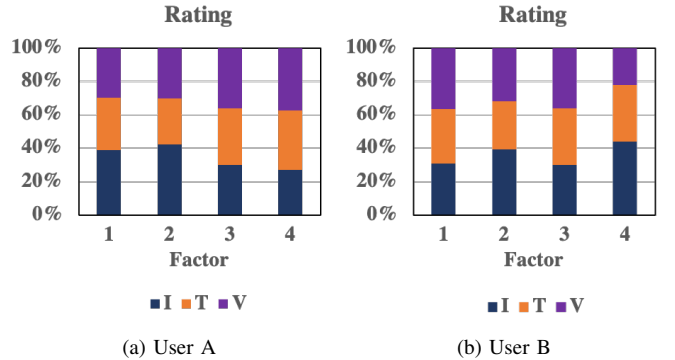 Rating
100%
80%
60%
40%
20%
0%
1 2 3 4
Factor
I T V
(a) User A
Rating
100%
80%
60%
40%
20%
0%
1 2 3 4
Factor
I T V
(b) User B